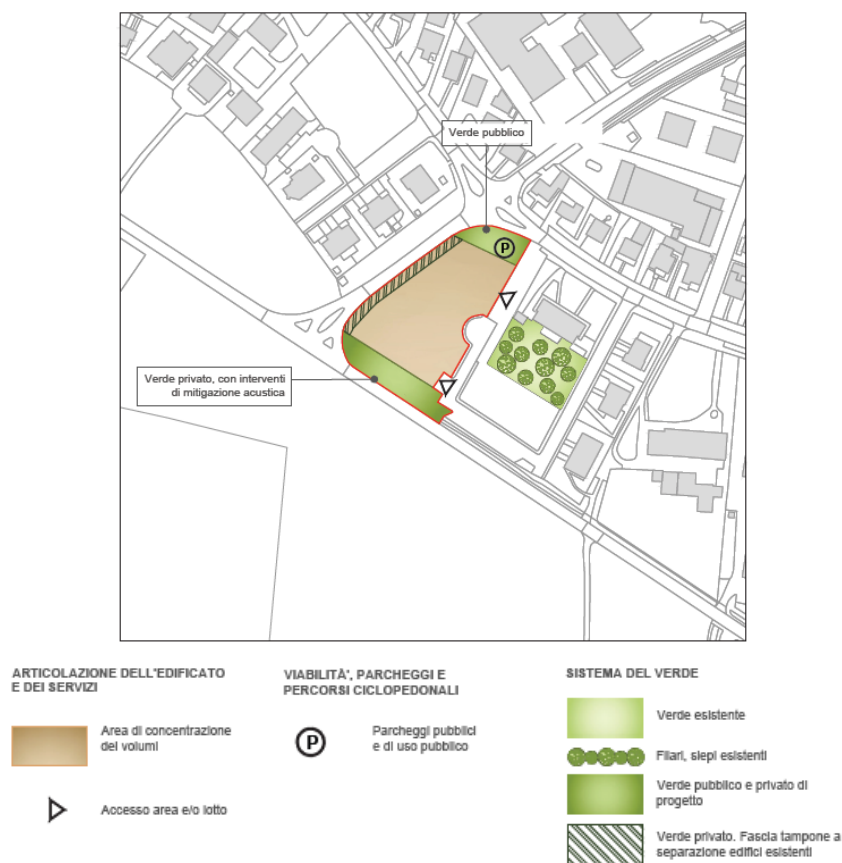 Verde pubblico
P
Verde privato, con interventi
di mitigazione acustica
ARTICOLAZIONE DELL'EDIFICATO
E DEI SERVIZI
Area di concentrazione
dei volumi
Accesso area e/o lotto
VIABILITÀ', PARCHEGGI E
PERCORSI CICLOPEDONALI
P
Parcheggi pubblici
e di uso pubblico
SISTEMA DEL VERDE
Verde esistente
Filari, siepi esistenti
Verde pubblico e privato di
progetto
Verde privato. Fascia tampone a
separazione edifici esistenti